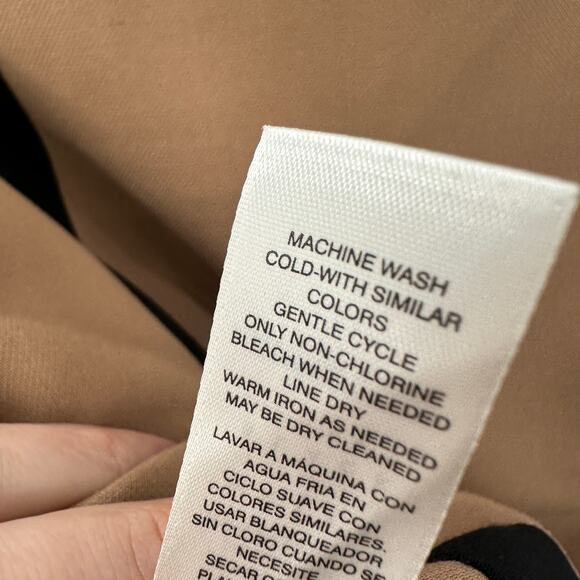 MACHINE WASH
COLD-WITH SIMILAR
COLORS
GENTLE CYCLE
ONLY NON-CHLORINE
BLEACH WHEN NEEDED
LINE DRY
WARM IRON AS NEEDED
MAY BE DRY CLEANED
LAVAR A MÁQUINA CON
AGUA FRIA EN
CICLO SUAVE CON
COLORES SIMILARES.
USAR BLANQUEADOR
SIN CLORO CUANDO SE
NECESITE
SECAR